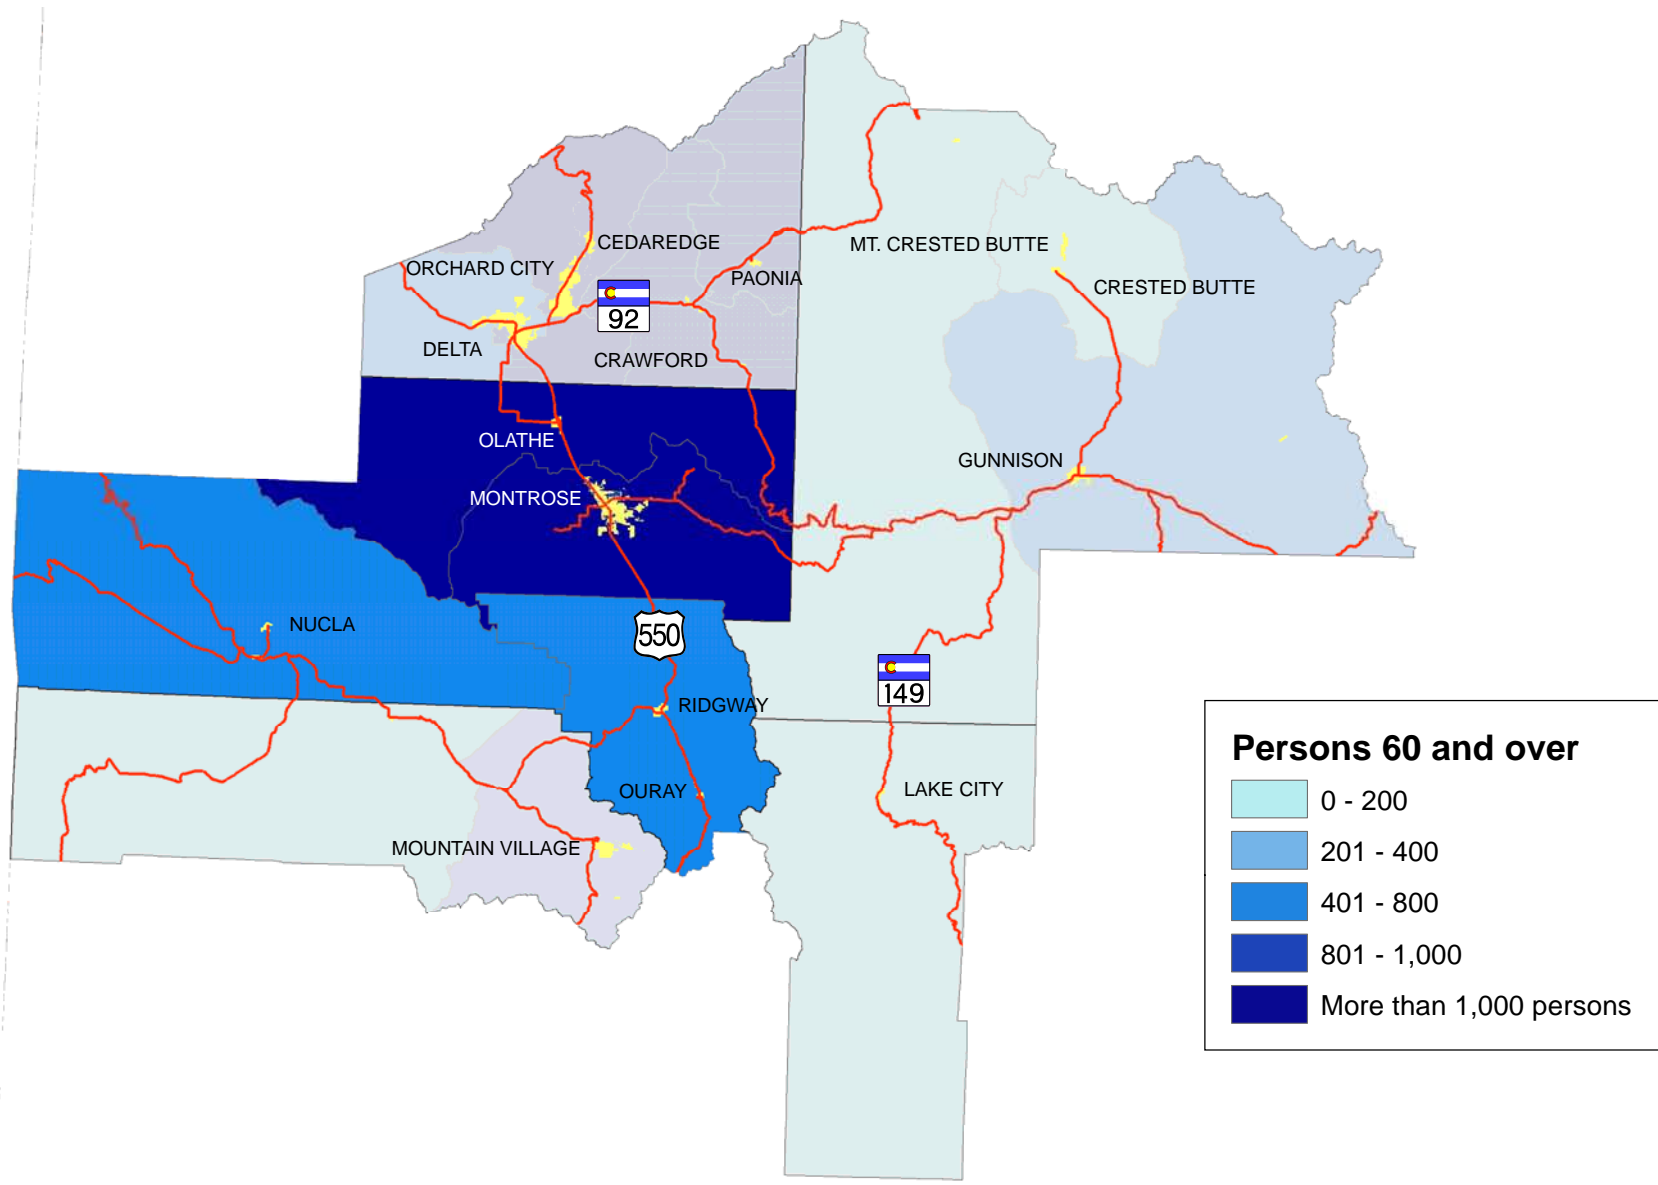 CEDAREDGE
MT. CRESTED BUTTE
ORCHARD CITY
PAONIA
CRESTED BUTTE
C
92
DELTA
CRAWFORD
OLATHE
GUNNISON
MONTROSE
NUCLA
550
C
149
RIDGWAY
OURAY
LAKE CITY
MOUNTAIN VILLAGE
Persons 60 and over
0 - 200
201 - 400
401 - 800
801 - 1,000
More than 1,000 persons